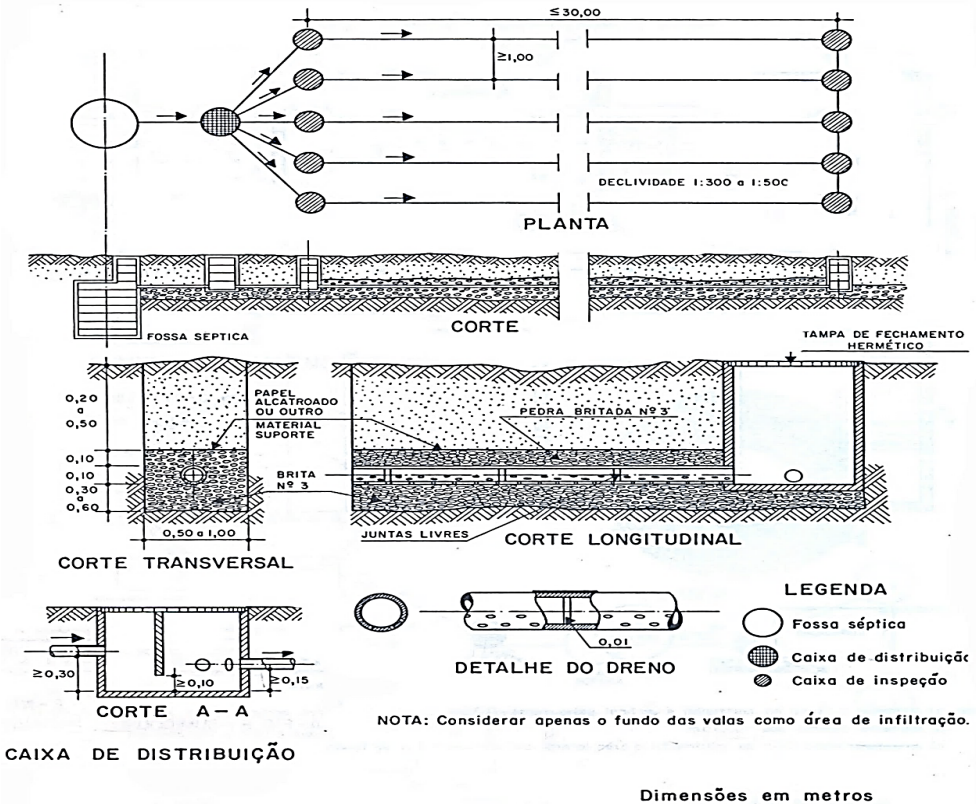 ≤30,00
≥1,00
DECLIVIDADE 1:300 a 1:50C
PLANTA
FOSSA SEPTICA
CORTE
TAMPA DE FECHAMENTO
HERMÉTICO
0,20
a
0,50
0,10
0,10
0,30
a
0,60
PAPEL
ALCATROADO
OU OUTRO
MATERIAL
SUPORTE
BRITA
Nº 3
PEDRA BRITADA Nº 3
0,50 a 1,00
JUNTAS LIVRES
CORTE TRANSVERSAL
CORTE LONGITUDINAL
≥0,30
≥0,10
≥0,15
CORTE A-A
CAIXA DE DISTRIBUIÇÃO
0,01
DETALHE DO DRENO
LEGENDA
Fossa séptica
Caixa de distribuição
Caixa de inspeção
NOTA: Considerar apenas o fundo das valas como área de infiltração.
Dimensões em metros